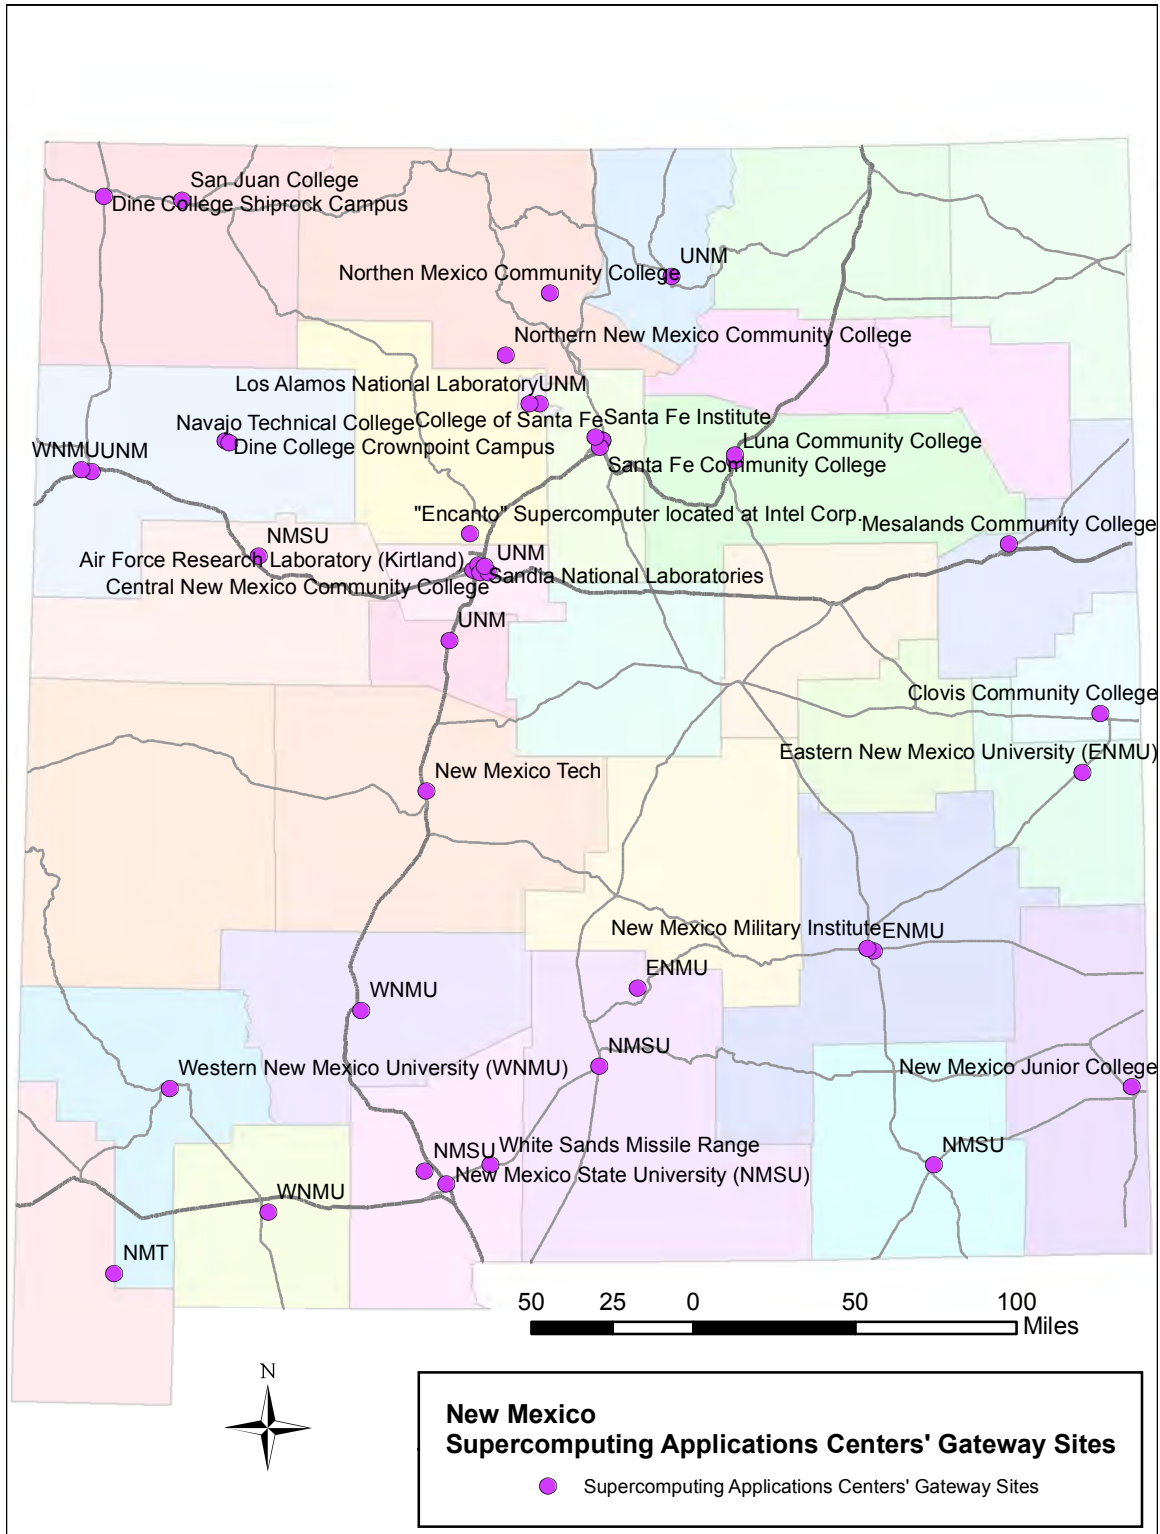 San Juan College
Dine College Shiprock Campus
UNM
Northen Mexico Community College
Northern New Mexico Community College
Los Alamos National Laboratory UNM
Navajo Technical College College of Santa Fe Santa Fe Institute
WNMU UNM Dine College Crownpoint Campus Luna Community College
Santa Fe Community College
"Encanto" Supercomputer located at Intel Corp.
Mesalands Community College
NMSU
Air Force Research Laboratory (Kirtland) UNM
Sandia National Laboratories
Central New Mexico Community College
UNM
Clovis Community College
Eastern New Mexico University (ENMU)
New Mexico Tech
New Mexico Military Institute ENMU
ENMU
WNMU
NMSU
Western New Mexico University (WNMU)
New Mexico Junior College
NMSU White Sands Missile Range
NMSU
New Mexico State University (NMSU)
WNMU
NMT
50 25 0 50 100
Miles
N
New Mexico
Supercomputing Applications Centers' Gateway Sites
Supercomputing Applications Centers' Gateway Sites